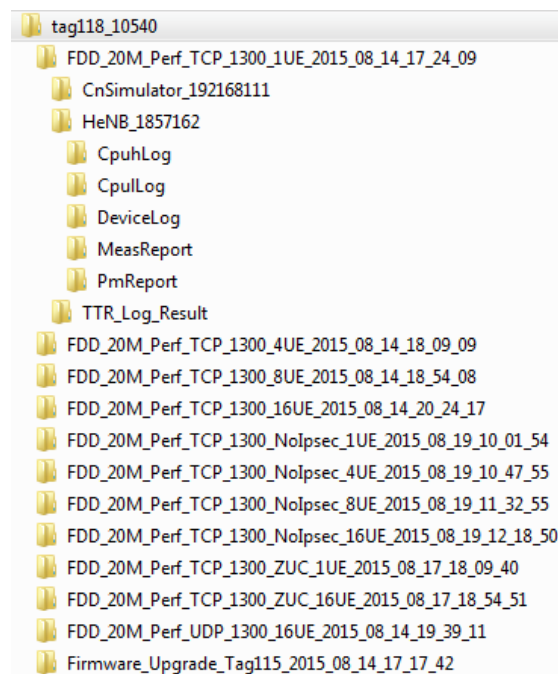 tag118_10540
FDD_20M_Perf_TCP_1300_1UE_2015_08_14_17_24_09
CnSimulator_192168111
HeNB_1857162
CpuhLog
CpulLog
DeviceLog
MeasReport
PmReport
TTR_Log_Result
FDD_20M_Perf_TCP_1300_4UE_2015_08_14_18_09_09
FDD_20M_Perf_TCP_1300_8UE_2015_08_14_18_54_08
FDD_20M_Perf_TCP_1300_16UE_2015_08_14_20_24_17
FDD_20M_Perf_TCP_1300_NoIpsec_1UE_2015_08_19_10_01_54
FDD_20M_Perf_TCP_1300_NoIpsec_4UE_2015_08_19_10_47_55
FDD_20M_Perf_TCP_1300_NoIpsec_8UE_2015_08_19_11_32_55
FDD_20M_Perf_TCP_1300_NoIpsec_16UE_2015_08_19_12_18_50
FDD_20M_Perf_TCP_1300_ZUC_1UE_2015_08_17_18_09_40
FDD_20M_Perf_TCP_1300_ZUC_16UE_2015_08_17_18_54_51
FDD_20M_Perf_UDP_1300_16UE_2015_08_14_19_39_11
Firmware_Upgrade_Tag115_2015_08_14_17_17_42